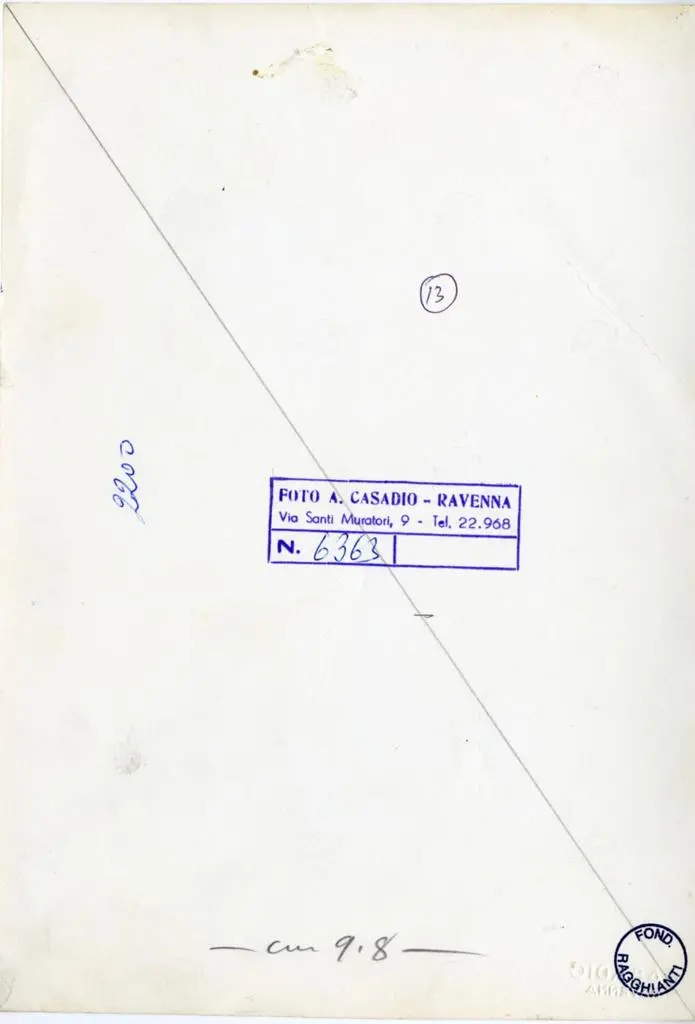 13
2200
FOTO A. CASADIO - RAVENNA
Via Santi Muratori, 9 - Tel. 22.968
N. 6363
— cm 9.8 —
FOND.
RAGGHIANTI